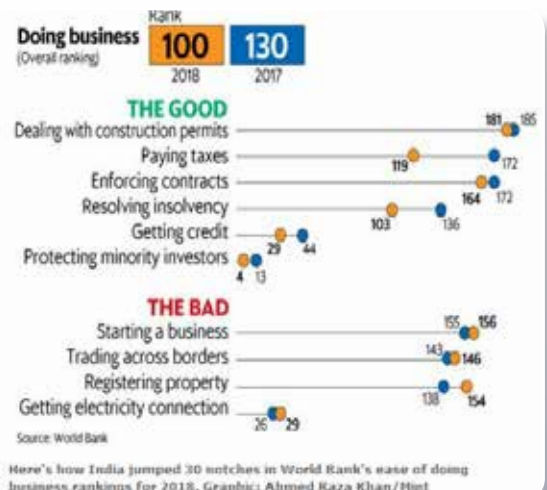 Rank
Doing business 100 130
(Overall ranking)
2018 2017
THE GOOD
Dealing with construction permits 181 185
Paying taxes 119 172
Enforcing contracts 164 172
Resolving insolvency 103 136
Getting credit 29 44
Protecting minority investors 4 13
THE BAD
Starting a business 155 156
Trading across borders 143 146
Registering property 138 154
Getting electricity connection 26 29
Source: World Bank
Here's how India jumped 30 notches in World Bank's ease of doing
business rankings for 2018. Graphic: Ahmed Raza Khan/Mint